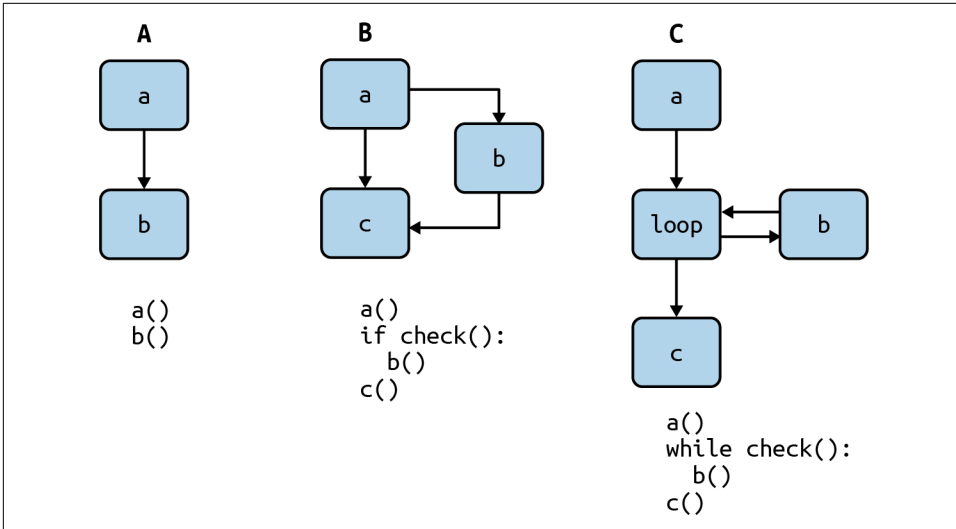 A
a
b
a()
b()
B
a
b
c
a()
if check():
  b()
c()
C
a
loop
b
c
a()
while check():
  b()
c()